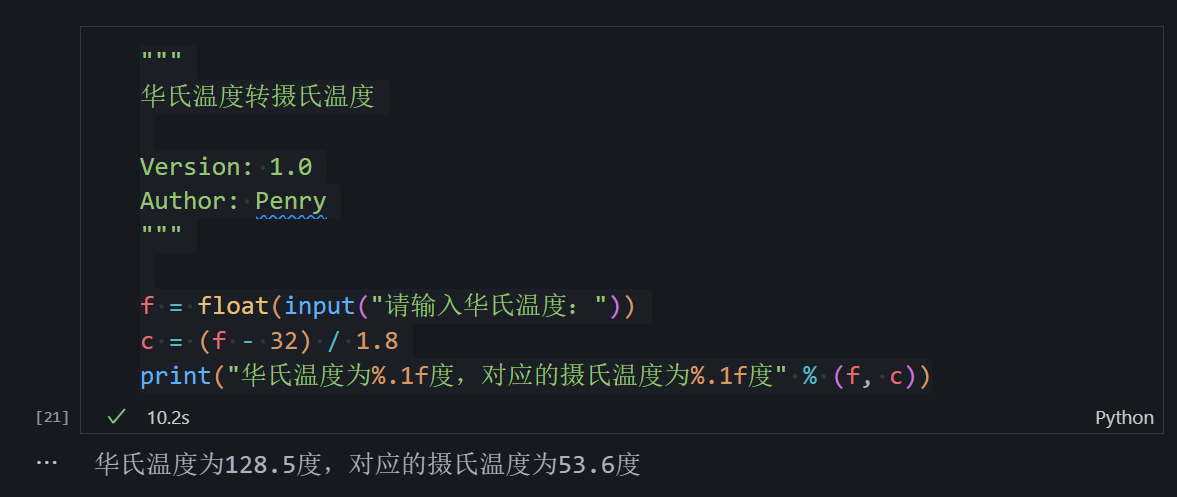 """
华氏温度转摄氏温度
Version: 1.0
Author: Penry
"""
f = float(input("请输入华氏温度："))
c = (f - 32) / 1.8
print("华氏温度为%.1f度，对应的摄氏温度为%.1f度" % (f, c))
[21] 10.2s Python
... 华氏温度为128.5度，对应的摄氏温度为53.6度